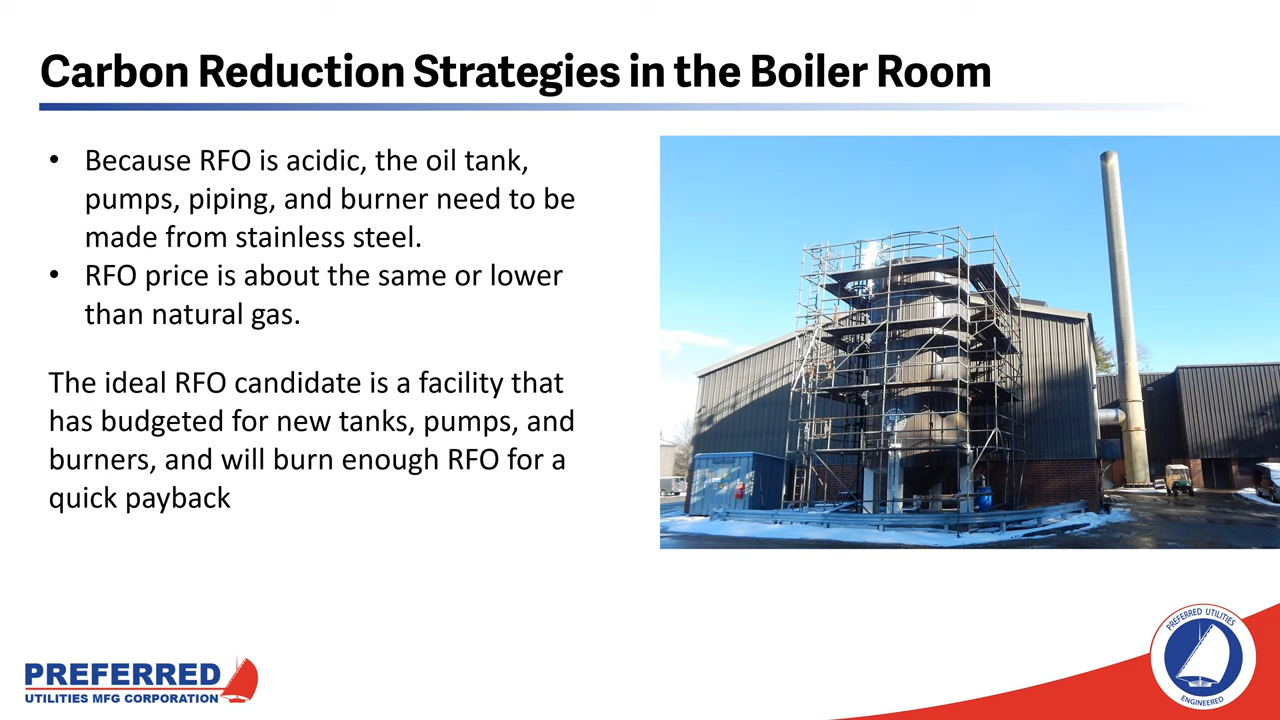 Carbon Reduction Strategies in the Boiler Room
• Because RFO is acidic, the oil tank,
pumps, piping, and burner need to be
made from stainless steel.
• RFO price is about the same or lower
than natural gas.
The ideal RFO candidate is a facility that
has budgeted for new tanks, pumps, and
burners, and will burn enough RFO for a
quick payback
PREFERRED
UTILITIES MFG CORPORATION
PREFERRED UTILITIES
ENGINEERED